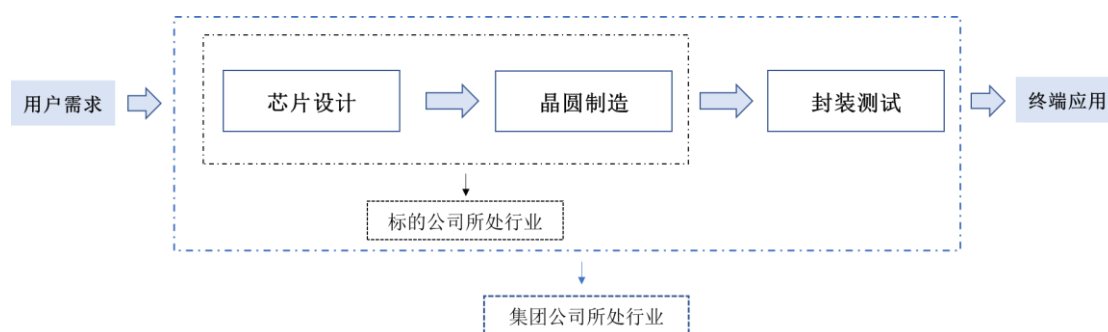 用户需求
芯片设计
晶圆制造
封装测试
终端应用
标的公司所处行业
集团公司所处行业